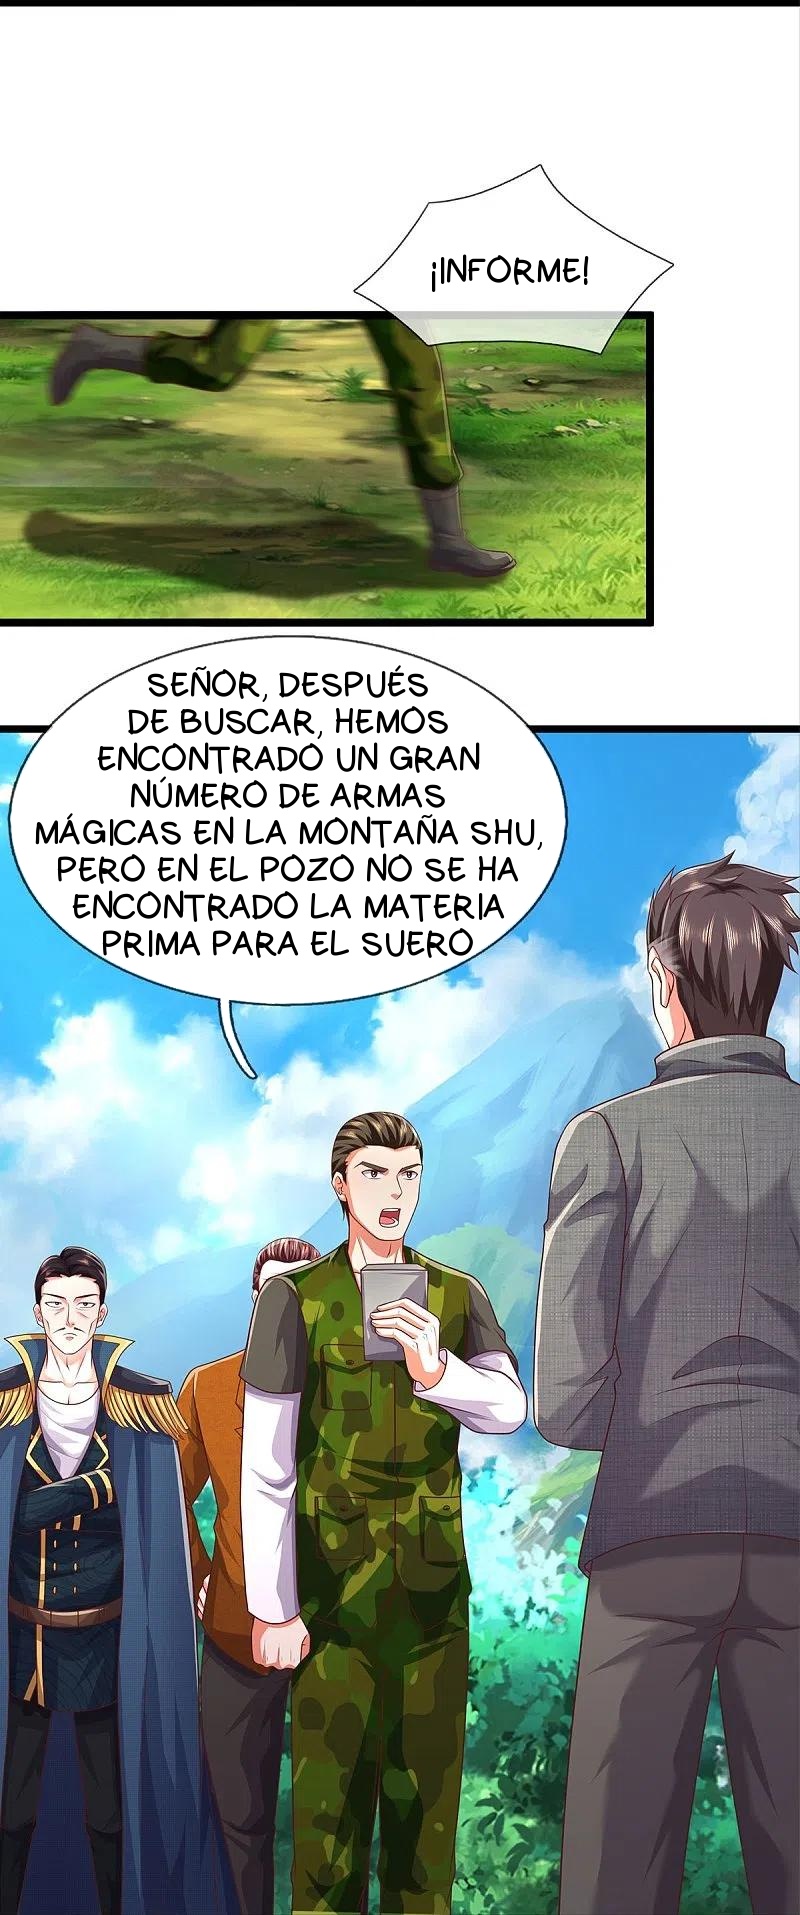 ¡INFORME!
SEÑOR, DESPUÉS
DE BUSCAR, HEMOS
ENCONTRADO UN GRAN
NÚMERO DE ARMAS
MÁGICAS EN LA MONTAÑA SHU,
PERO EN EL POZO NO SE HA
ENCONTRADO LA MATERIA
PRIMA PARA EL SUERO